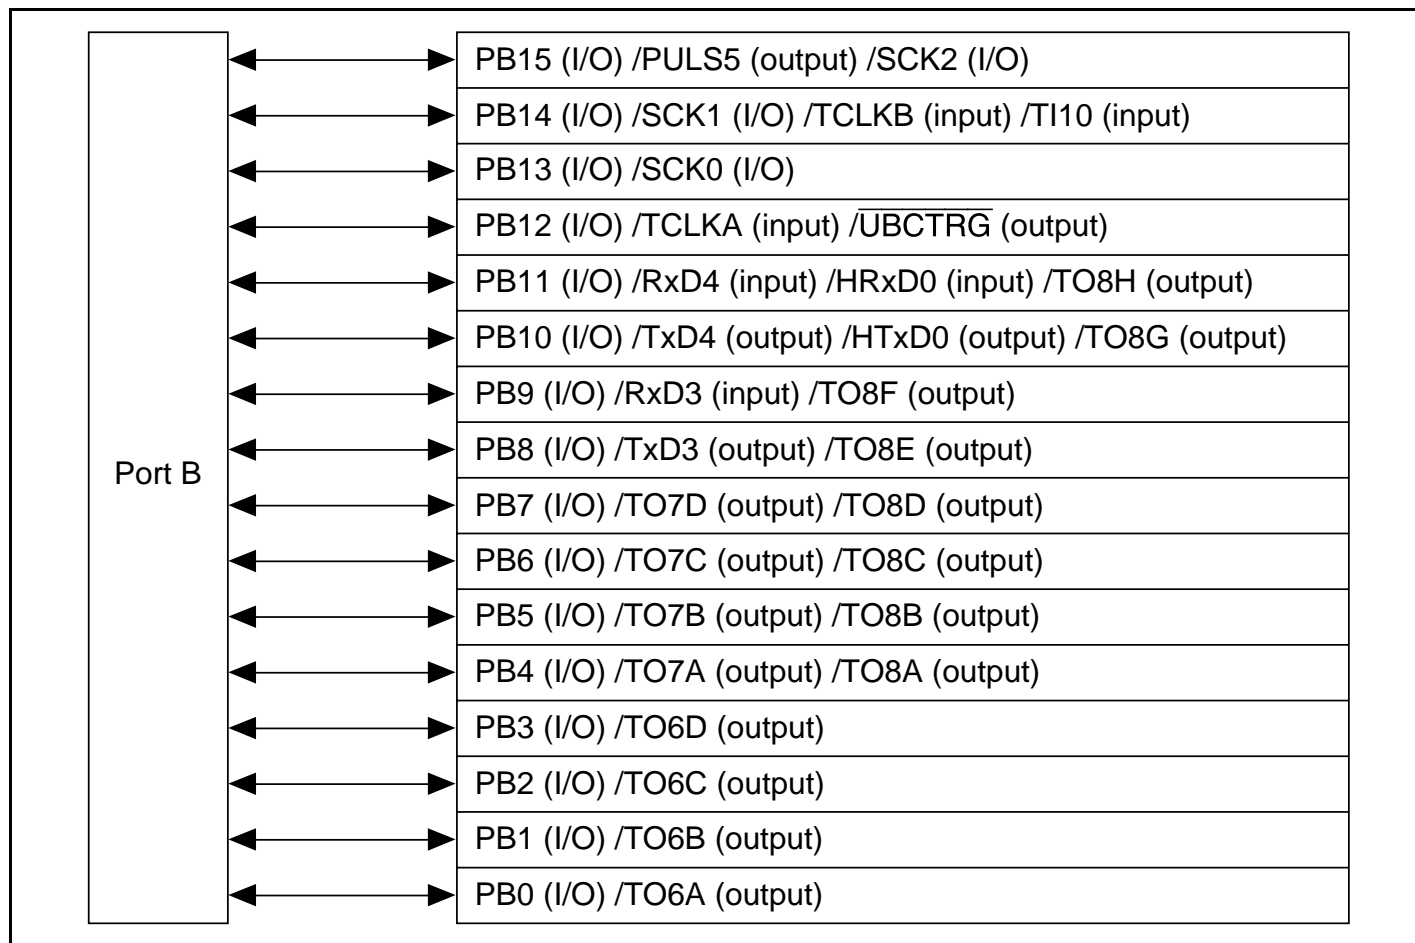 PB15 (I/O) /PULS5 (output) /SCK2 (I/O)
PB14 (I/O) /SCK1 (I/O) /TCLKB (input) /TI10 (input)
PB13 (I/O) /SCK0 (I/O)
PB12 (I/O) /TCLKA (input) /U̅B̅C̅T̅R̅G̅ (output)
PB11 (I/O) /RxD4 (input) /HRxD0 (input) /TO8H (output)
PB10 (I/O) /TxD4 (output) /HTxD0 (output) /TO8G (output)
PB9 (I/O) /RxD3 (input) /TO8F (output)
PB8 (I/O) /TxD3 (output) /TO8E (output)
Port B
PB7 (I/O) /TO7D (output) /TO8D (output)
PB6 (I/O) /TO7C (output) /TO8C (output)
PB5 (I/O) /TO7B (output) /TO8B (output)
PB4 (I/O) /TO7A (output) /TO8A (output)
PB3 (I/O) /TO6D (output)
PB2 (I/O) /TO6C (output)
PB1 (I/O) /TO6B (output)
PB0 (I/O) /TO6A (output)